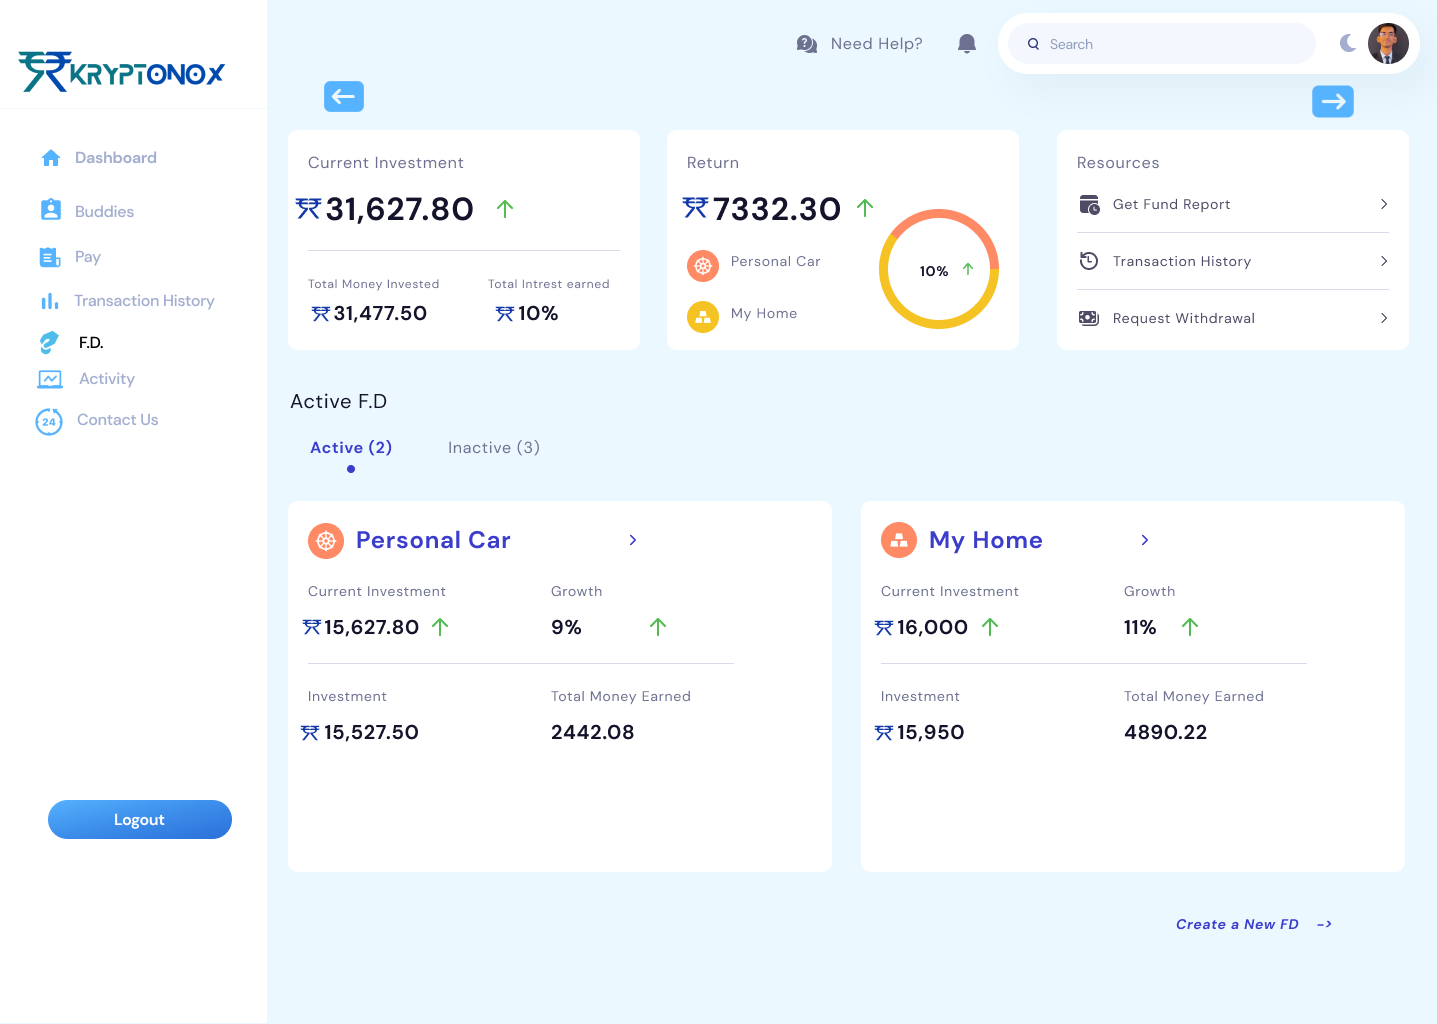 KRYPTONOX
Need Help?
Search
Dashboard
Buddies
Pay
Transaction History
F.D.
Activity
24
Contact Us
Logout
Current Investment
31,627.80
Total Money Invested
Total Intrest earned
31,477.50
10%
Return
7332.30
Personal Car
My Home
10%
Resources
Get Fund Report
Transaction History
Request Withdrawal
Active F.D
Active (2)
Inactive (3)
Personal Car
Current Investment
Growth
15,627.80
9%
Investment
Total Money Earned
15,527.50
2442.08
My Home
Current Investment
Growth
16,000
11%
Investment
Total Money Earned
15,950
4890.22
Create a New FD ->